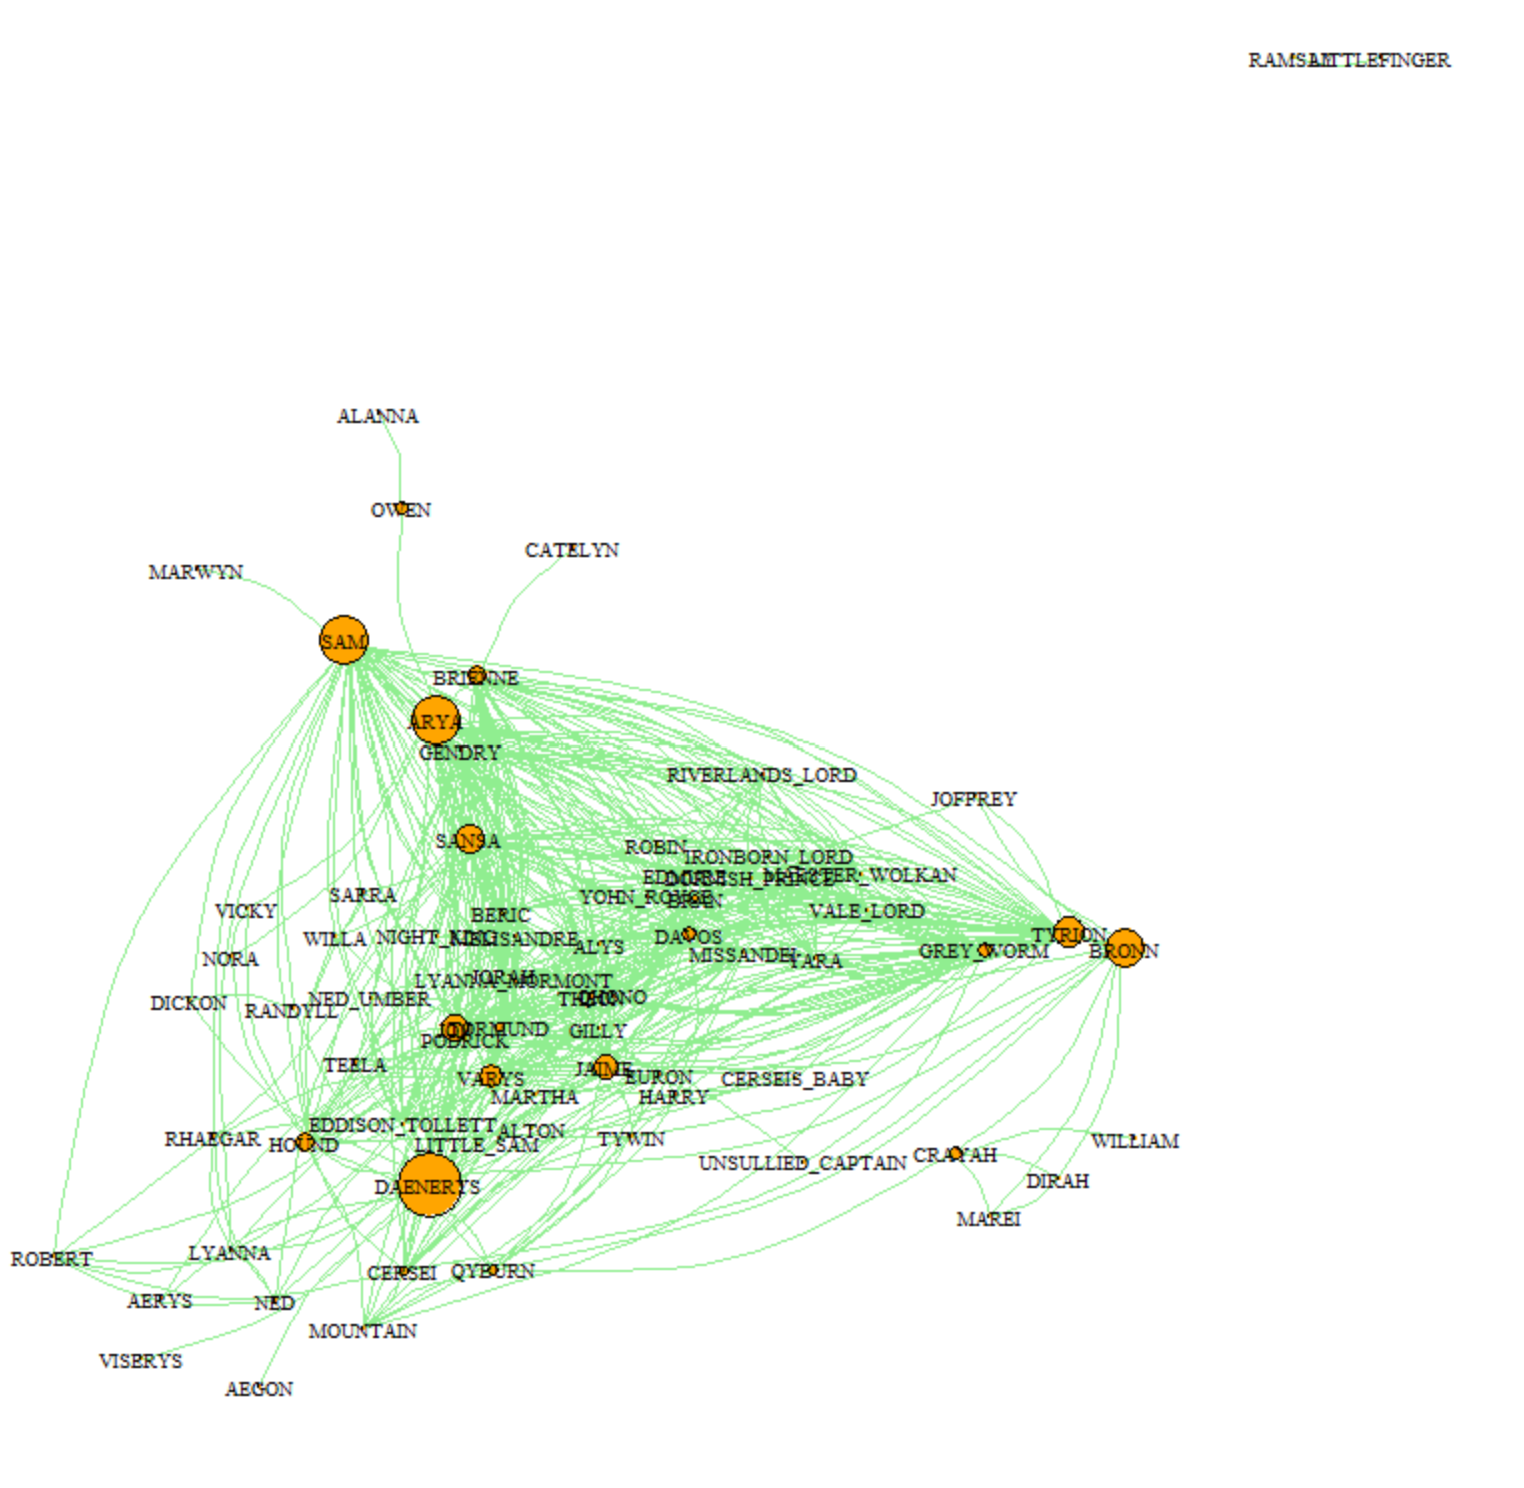 RAMSAY LITTLEFINGER
ALANNA
OWEN
CATELYN
MARWYN
SAM
BRIENNE
ARYA
GENDRY
RIVERLANDS_LORD
JOFFREY
SANSA
ROBIN
IRONBORN_LORD
EDMURE
DORNISH_PRINCE
MAESTER_WOLKAN
SARRA
YOHN_ROYCE
BRAN
VICKY
BERIC
VALE_LORD
WILLA
NIGHT_KING
MELISANDRE
ALYS
DAVOS
TYRION
NORA
MISSANDEI
YARA
GREY_WORM
BRONN
JORAH
LYANNA_MORMONT
DICKON
RANDYLL
NED_UMBER
THEON
QHONO
TORMUND
GILLY
PODRICK
TEELA
VARYS
JAIME
EURON
CERSEIS_BABY
MARTHA
HARRY
EDDISON_TOLLETT
ALTON
RHAEGAR
HOUND
LITTLE_SAM
TYWIN
WILLIAM
UNSULLIED_CAPTAIN
CRAYAH
DIRAH
DAENERYS
MAREI
ROBERT
LYANNA
CERSEI
QYBURN
AERYS
NED
MOUNTAIN
VISERYS
AEGON